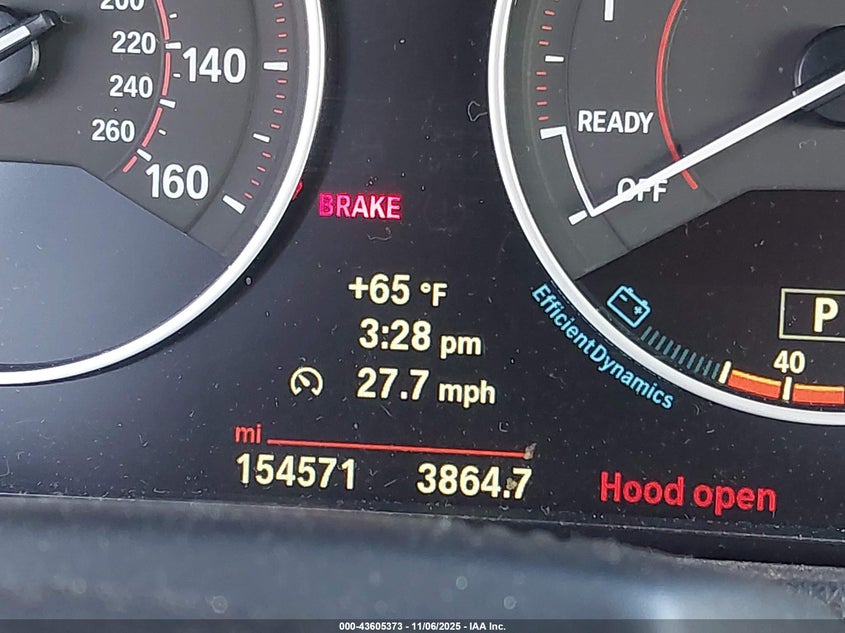 200
220
240
260
140
160
BRAKE
+65 °F
3:28 pm
27.7 mph
mi
154571 3864.7
READY
OFF
EfficientDynamics
P
40
Hood open
000-43605373 - 11/06/2025 - IAA Inc.